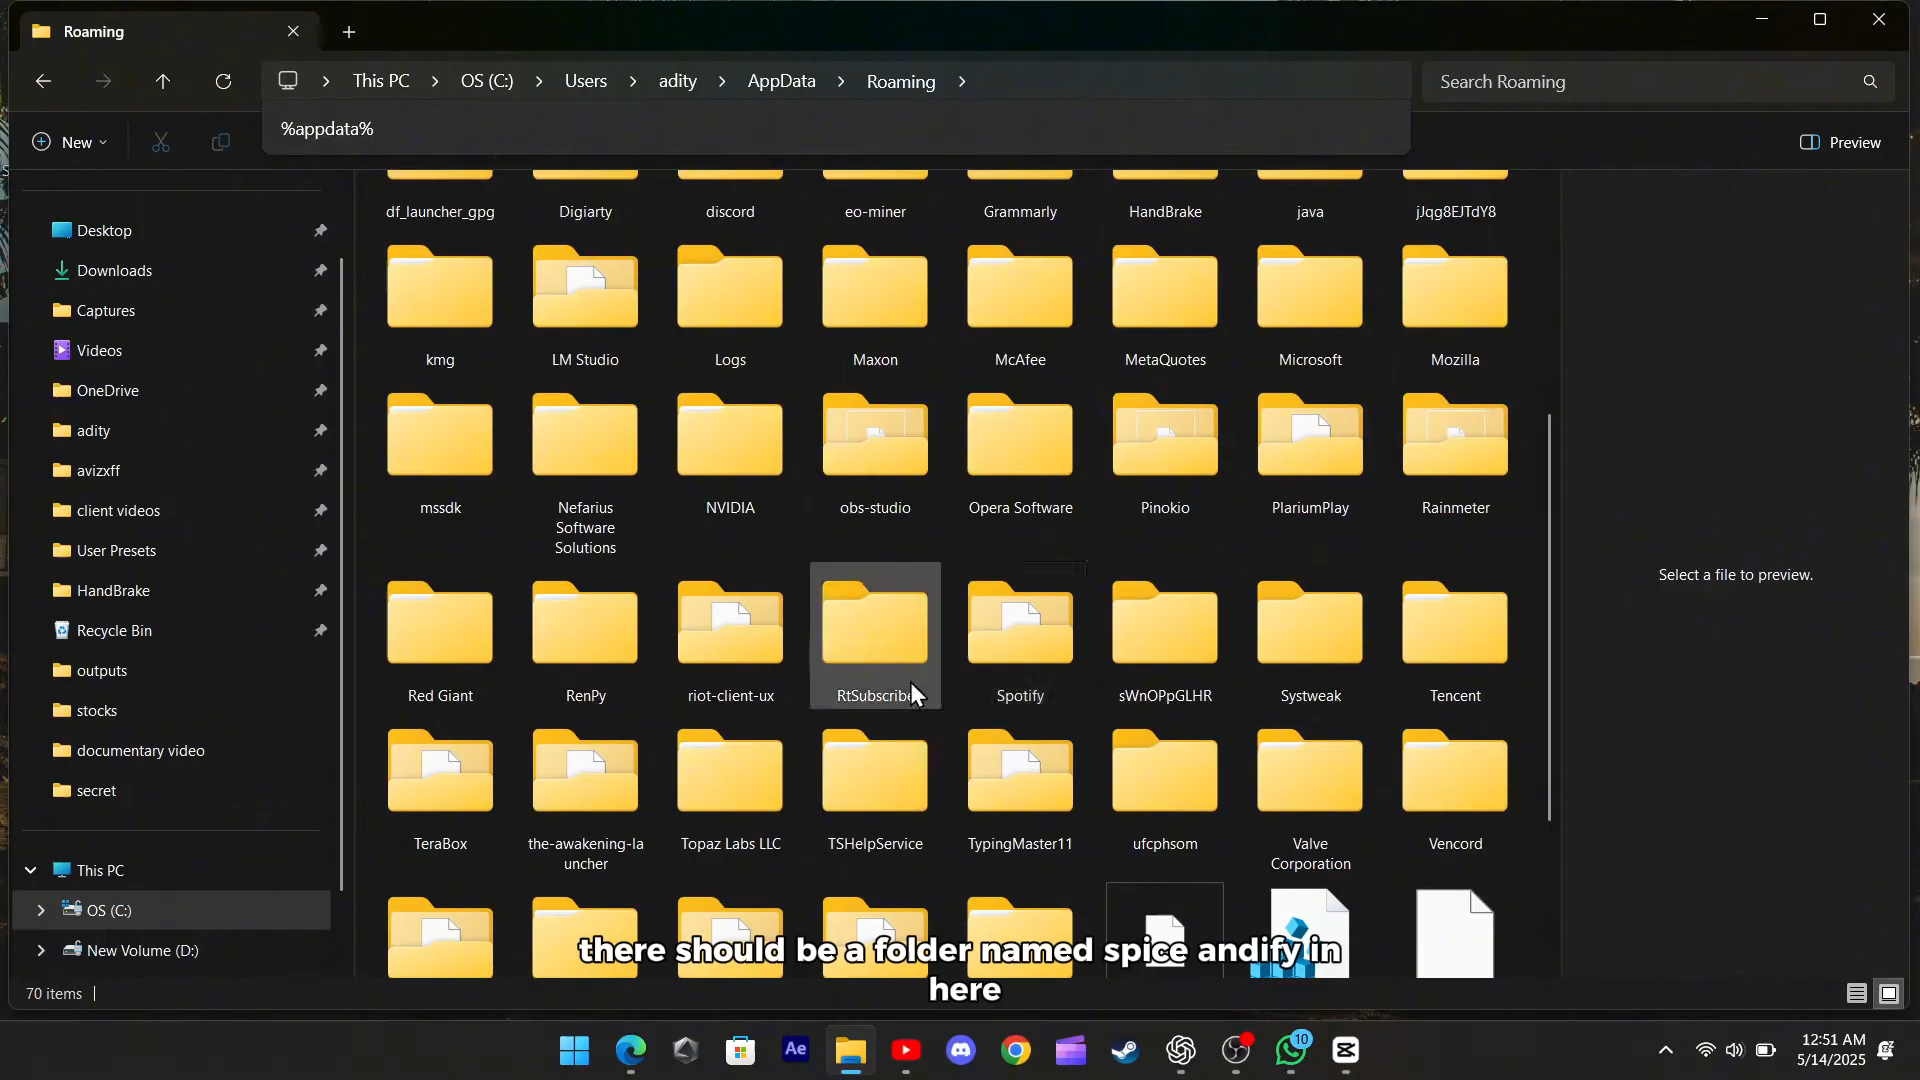 Roaming
This PC
OS (C:)
Users
adity
AppData
Roaming
Search Roaming
%appdata%
New
Preview
df_launcher_gpg
Digiarty
discord
eo-miner
Grammarly
HandBrake
java
jJqg8EJTdY8
Desktop
Downloads
Captures
Videos
OneDrive
adity
avizxff
client videos
User Presets
HandBrake
Recycle Bin
outputs
stocks
documentary video
secret
This PC
OS (C:)
New Volume (D:)
kmg
LM Studio
Logs
Maxon
McAfee
MetaQuotes
Microsoft
Mozilla
mssdk
Nefarius
Software
Solutions
NVIDIA
obs-studio
Opera Software
Pinokio
PlariumPlay
Rainmeter
Select a file to preview.
Red Giant
RenPy
riot-client-ux
RtSubscribe
Spotify
sWnOPpGLHR
Systweak
Tencent
TeraBox
the-awakening-la
uncher
Topaz Labs LLC
TSHelpService
TypingMaster11
ufcphsom
Valve
Corporation
Vencord
there should be a folder named spice andify in
here
70 items
Ae
10
12:51 AM
5/14/2025